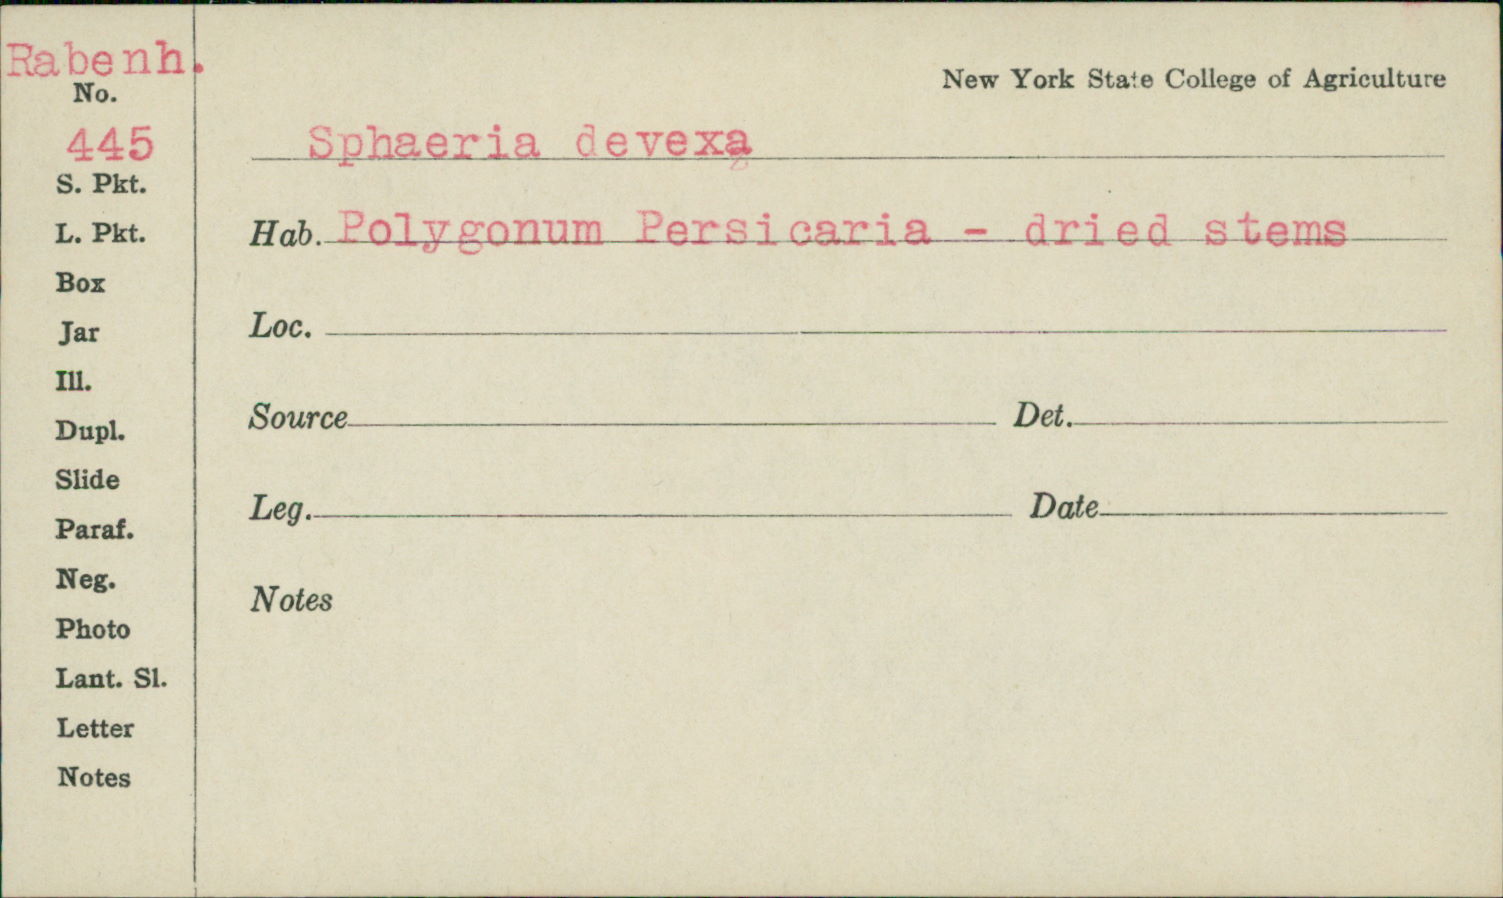 Rabenh.
No.
445
S. Pkt.
L. Pkt.
Box
Jar
Ill.
Dupl.
Slide
Paraf.
Neg.
Photo
Lant. Sl.
Letter
Notes
New York State College of Agriculture
Sphaeria devexa
Hab. Polygonum Persicaria - dried stems
Loc.
Source Det.
Leg. Date
Notes